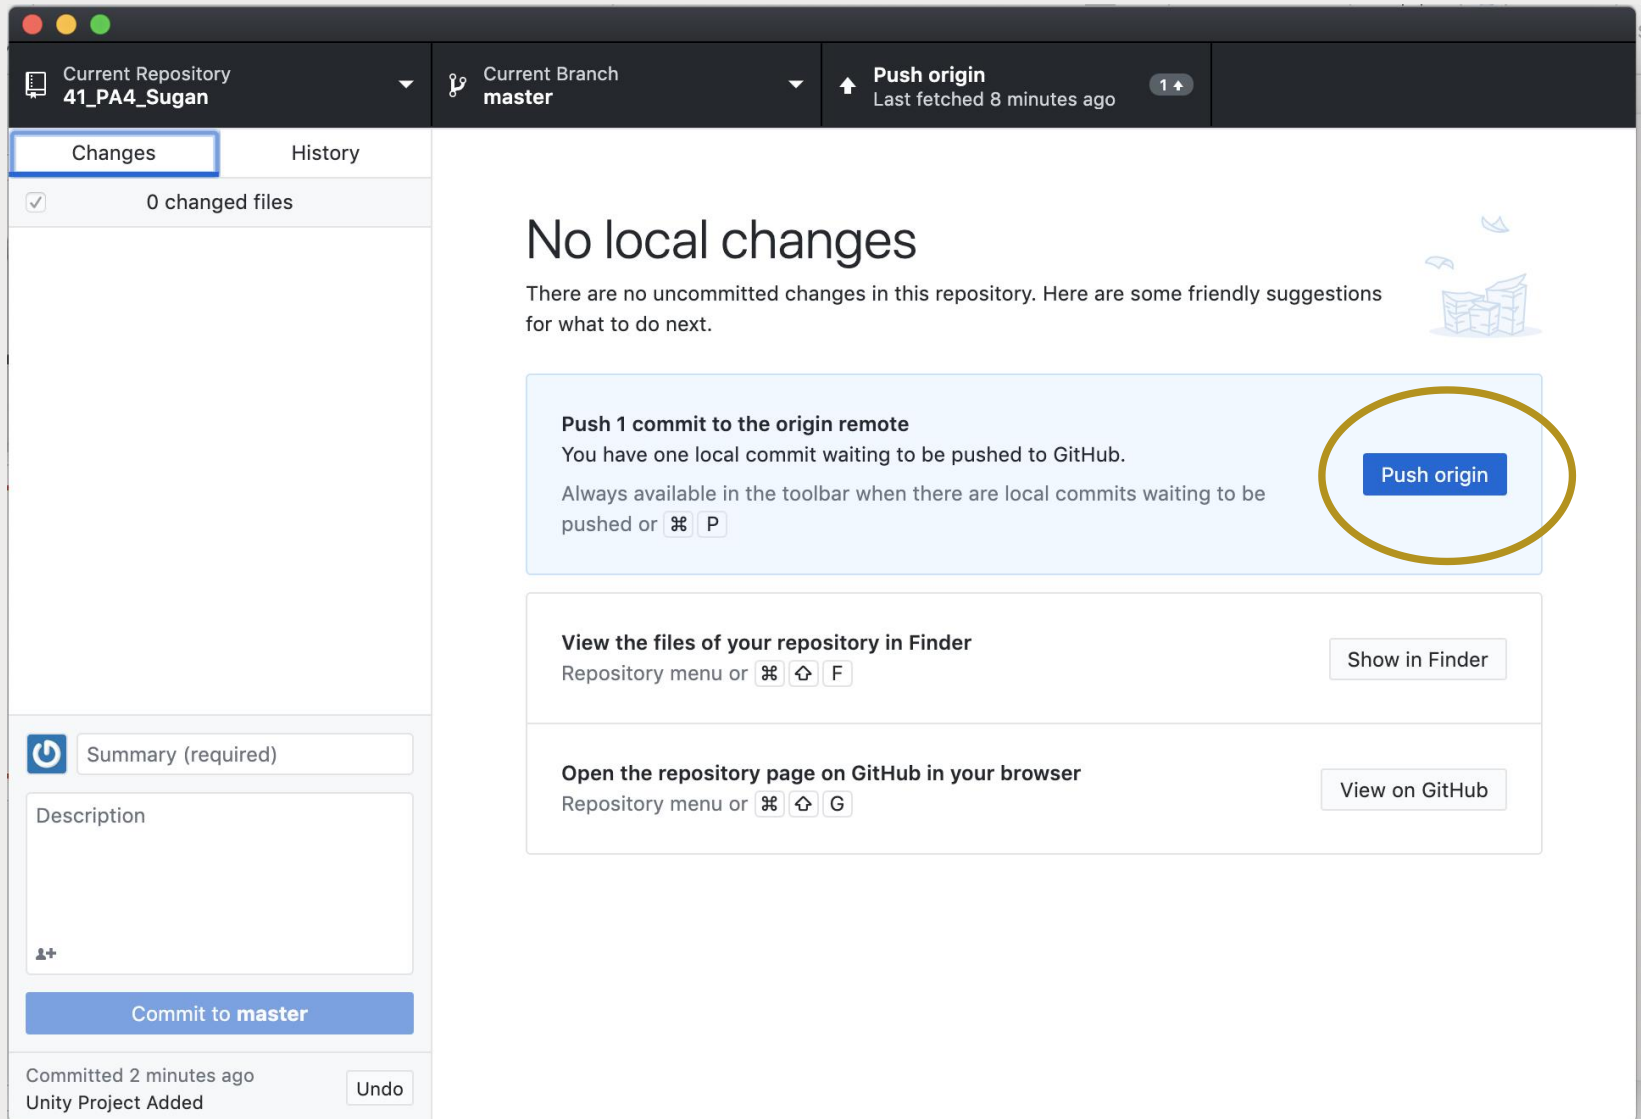 Current Repository
41_PA4_Sugan
Current Branch
master
Push origin
Last fetched 8 minutes ago
1
Changes
History
0 changed files
No local changes
There are no uncommitted changes in this repository. Here are some friendly suggestions
for what to do next.
Push 1 commit to the origin remote
You have one local commit waiting to be pushed to GitHub.
Always available in the toolbar when there are local commits waiting to be
pushed or ⌘ P
Push origin
View the files of your repository in Finder
Repository menu or ⌘ ⇧ F
Show in Finder
Open the repository page on GitHub in your browser
Repository menu or ⌘ ⇧ G
View on GitHub
Summary (required)
Description
Commit to master
Committed 2 minutes ago
Unity Project Added
Undo